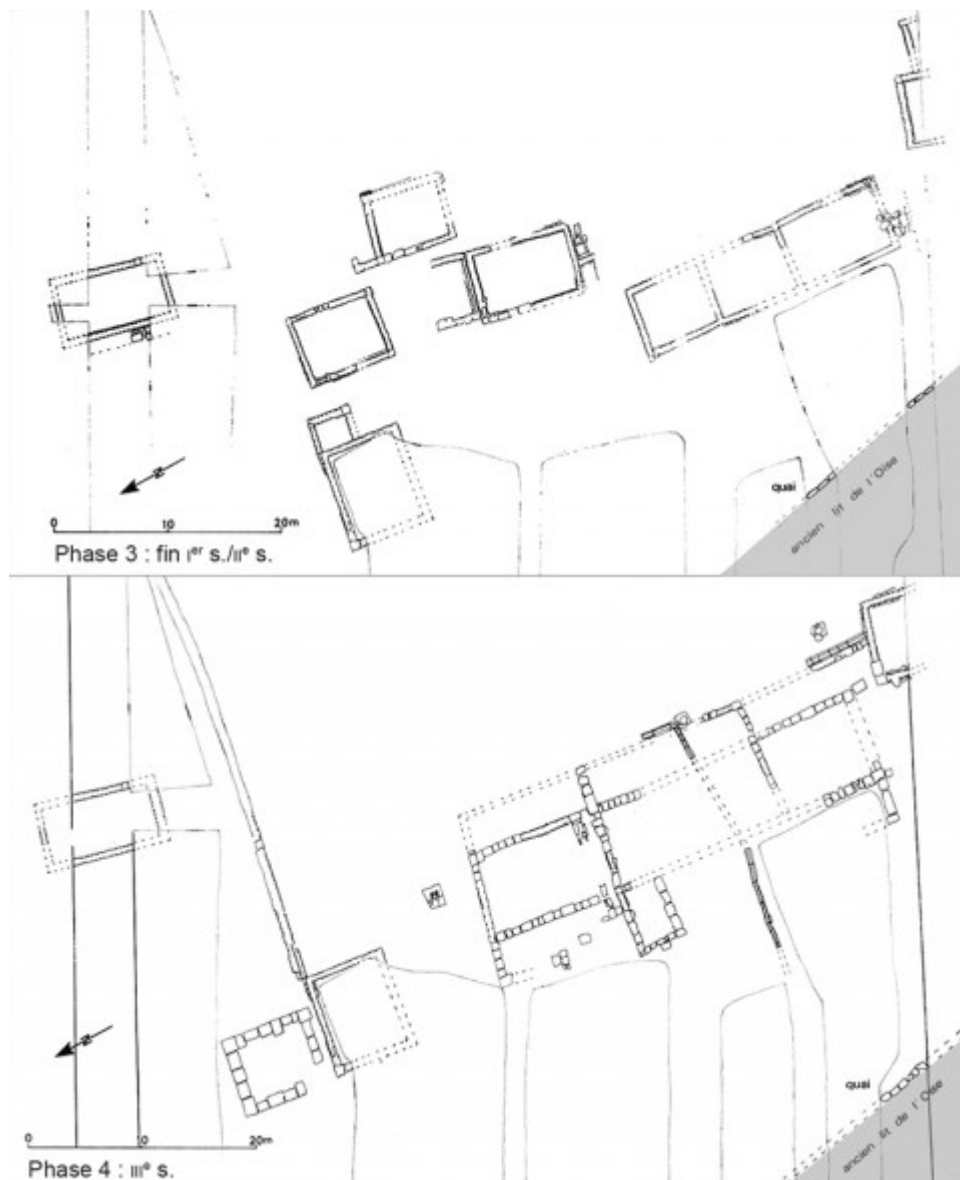 N
quai
ancien lit de l'Oise
0 10 20m
Phase 3 : fin Iᵉʳ s./IIᵉ s.
N
quai
ancien lit de l'Oise
0 10 20m
Phase 4 : IIIᵉ s.